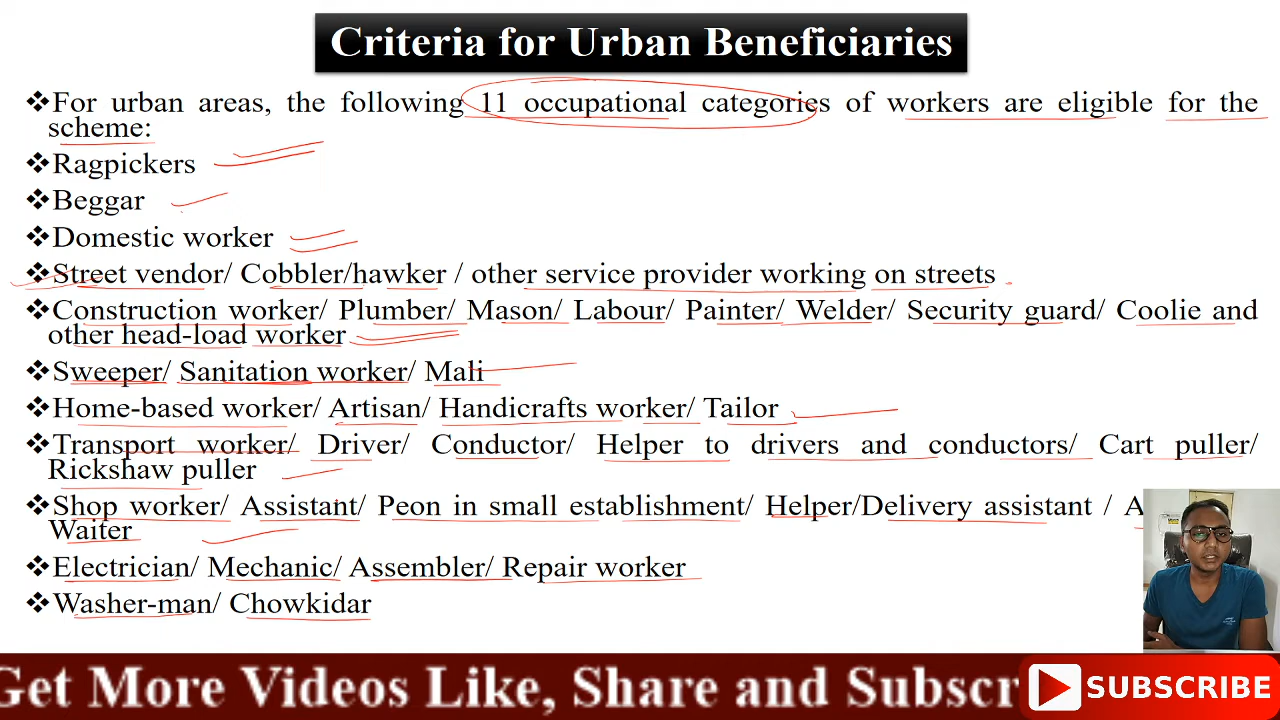 Criteria for Urban Beneficiaries
❖For urban areas, the following 11 occupational categories of workers are eligible for the
scheme:
❖Ragpickers
❖Beggar
❖Domestic worker
❖Street vendor/ Cobbler/hawker / other service provider working on streets
❖Construction worker/ Plumber/ Mason/ Labour/ Painter/ Welder/ Security guard/ Coolie and
other head-load worker
❖Sweeper/ Sanitation worker/ Mali
❖Home-based worker/ Artisan/ Handicrafts worker/ Tailor
❖Transport worker/ Driver/ Conductor/ Helper to drivers and conductors/ Cart puller/
Rickshaw puller
❖Shop worker/ Assistant/ Peon in small establishment/ Helper/Delivery assistant /
Waiter
❖Electrician/ Mechanic/ Assembler/ Repair worker
❖Washer-man/ Chowkidar
Get More Videos Like, Share and
SUBSCRIBE